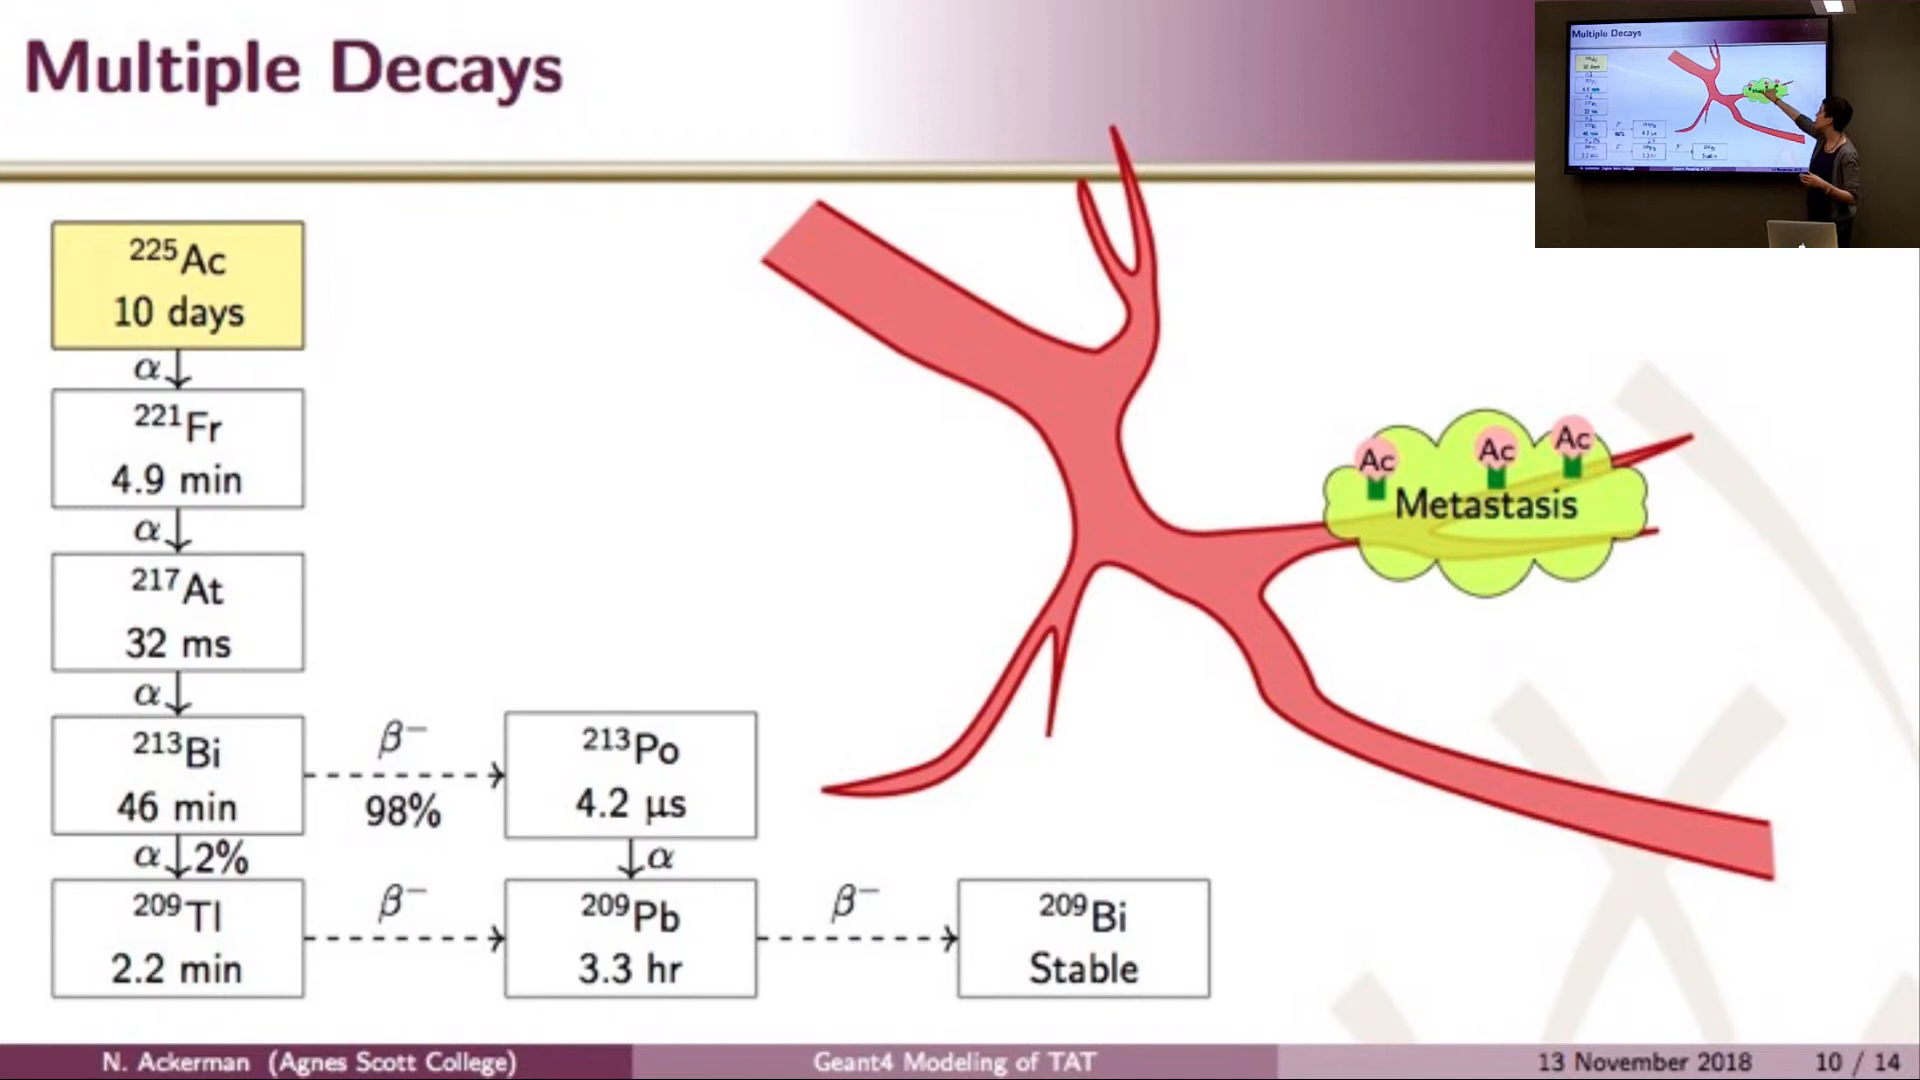 Multiple Decays
²²⁵Ac
10 days
α
²²¹Fr
4.9 min
α
²¹⁷At
32 ms
α
²¹³Bi
46 min
β⁻
98%
²¹³Po
4.2 μs
α 2%
α
²⁰⁹Tl
2.2 min
β⁻
²⁰⁹Pb
3.3 hr
β⁻
²⁰⁹Bi
Stable
Ac
Ac
Ac
Metastasis
Multiple Decays
N. Ackerman (Agnes Scott College)
Geant4 Modeling of TAT
13 November 2018
10 / 14